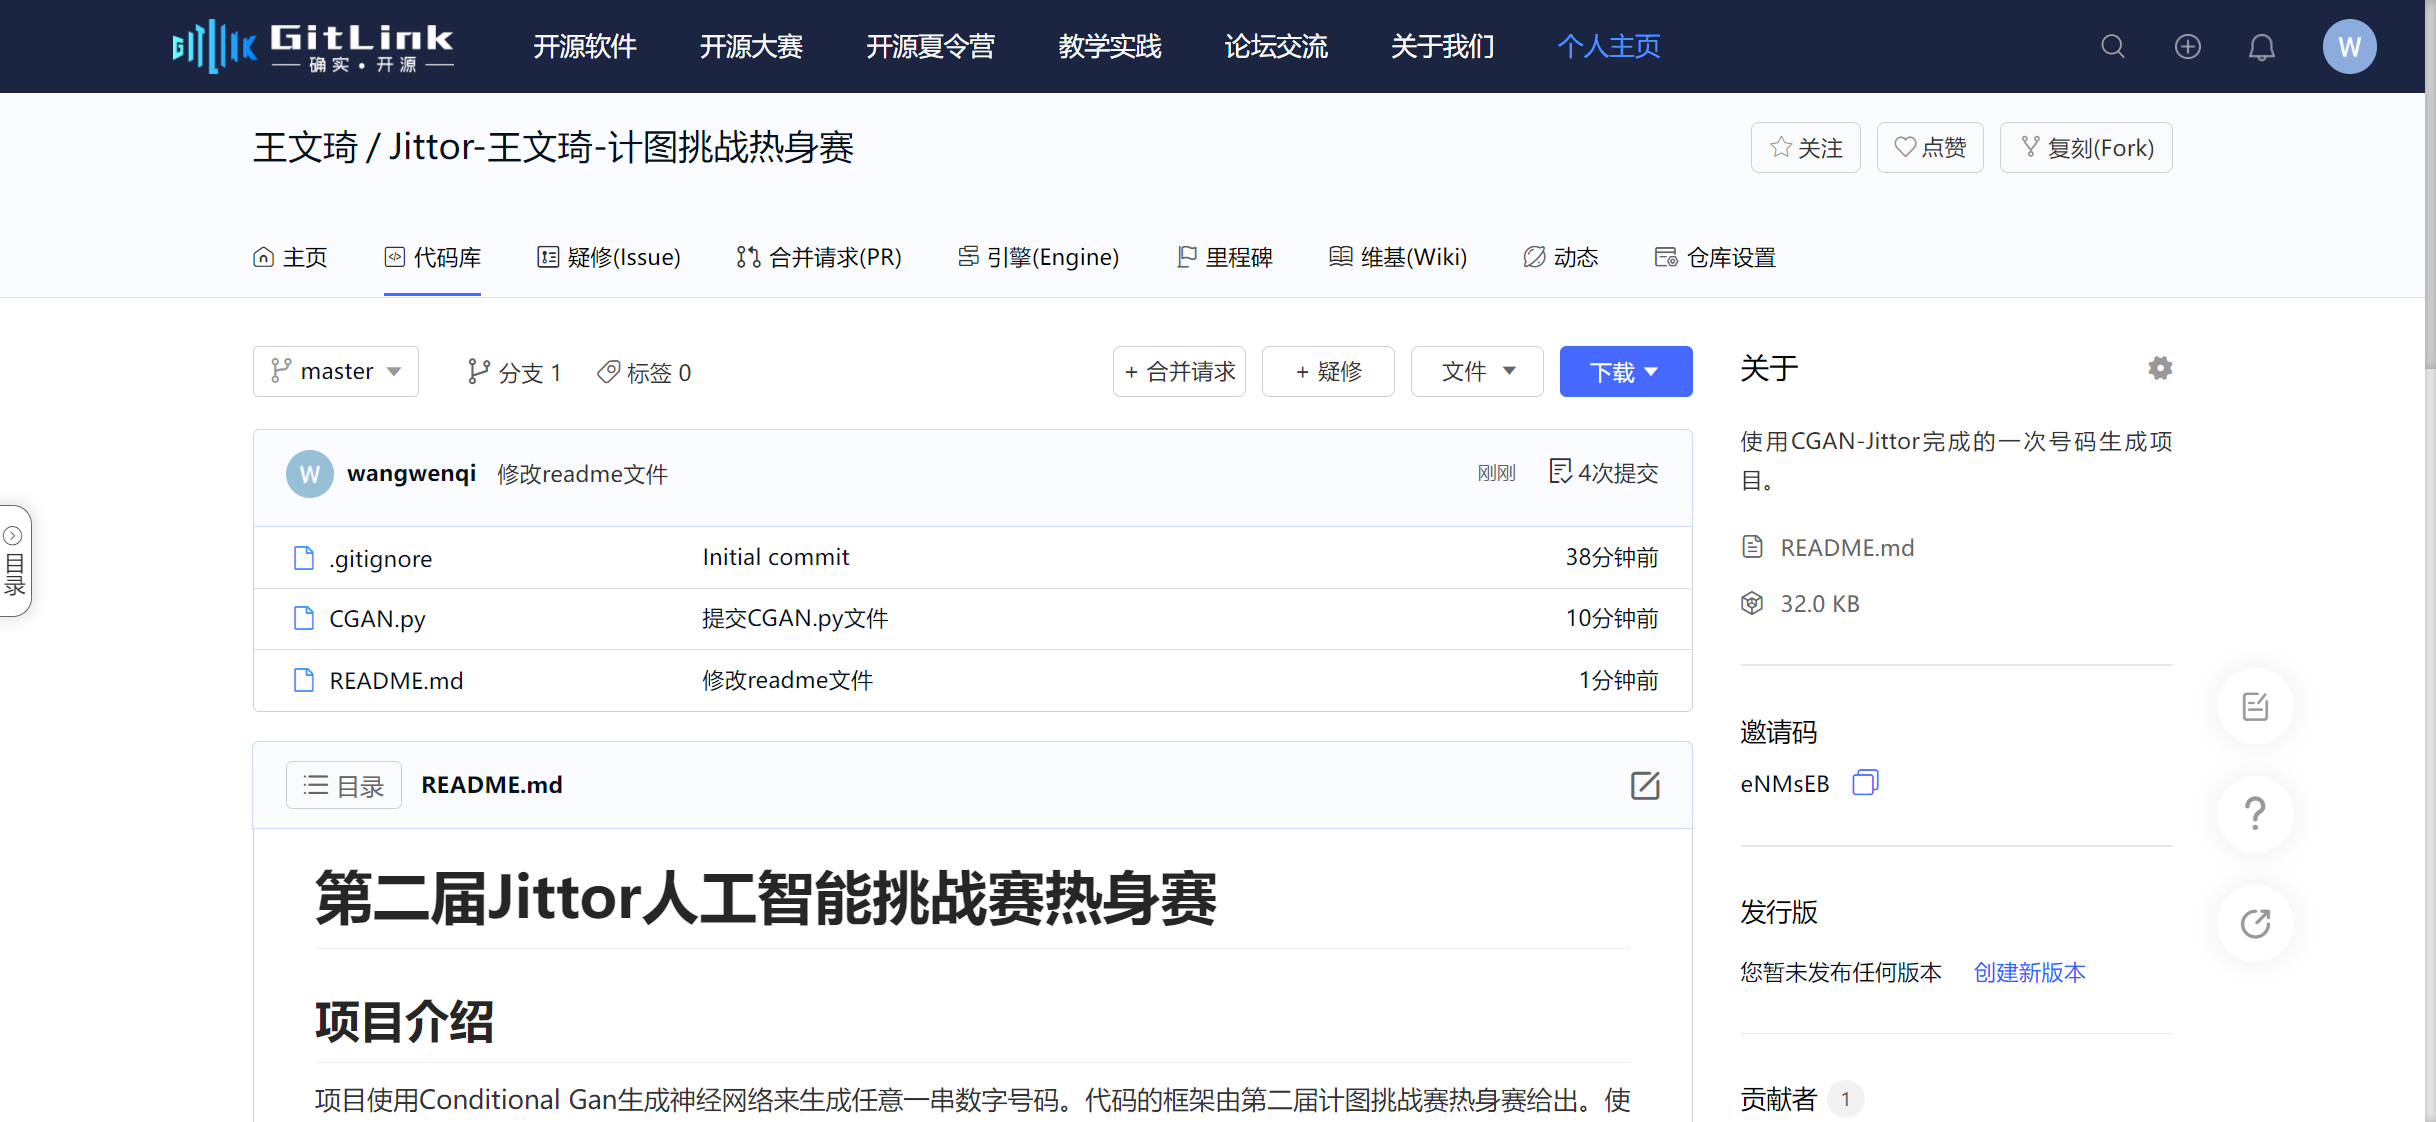 GitLink 开源软件 开源大赛 开源夏令营 教学实践 论坛交流 关于我们 个人主页 W
确实·开源
王文琦 / Jittor-王文琦-计图挑战热身赛 关注 点赞 复刻(Fork)
主页 代码库 疑修(Issue) 合并请求(PR) 引擎(Engine) 里程碑 维基(Wiki) 动态 仓库设置
master 分支 1 标签 0 + 合并请求 + 疑修 文件 下载
W wangwenqi 修改readme文件 刚刚 4次提交
.gitignore Initial commit 38分钟前
CGAN.py 提交CGAN.py文件 10分钟前
README.md 修改readme文件 1分钟前
目录 README.md
第二届Jittor人工智能挑战赛热身赛
项目介绍
项目使用Conditional Gan生成神经网络来生成任意一串数字号码。代码的框架由第二届计图挑战赛热身赛给出。使
关于
使用CGAN-Jittor完成的一次号码生成项
目。
README.md
32.0 KB
邀请码
eNMsEB
发行版
您暂未发布任何版本 创建新版本
贡献者 1
目录